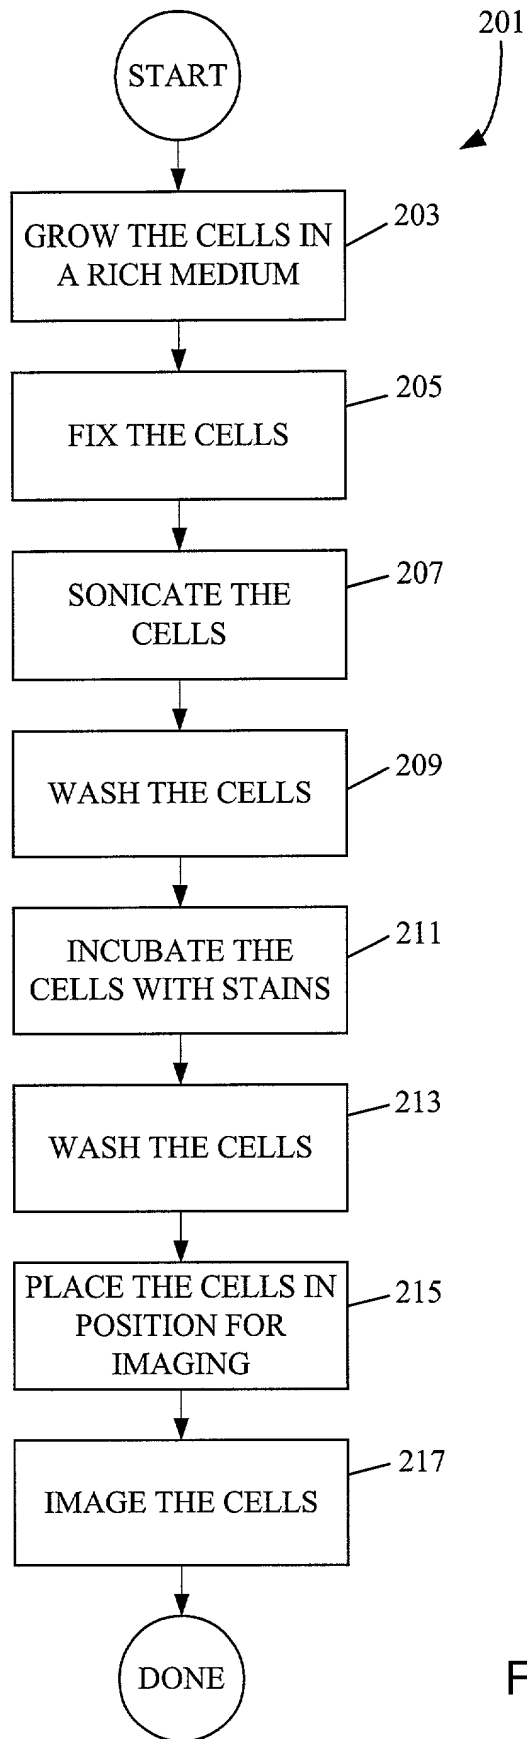 201
START
203
GROW THE CELLS IN
A RICH MEDIUM
205
FIX THE CELLS
207
SONICATE THE
CELLS
209
WASH THE CELLS
211
INCUBATE THE
CELLS WITH STAINS
213
WASH THE CELLS
215
PLACE THE CELLS IN
POSITION FOR
IMAGING
217
IMAGE THE CELLS
DONE
F